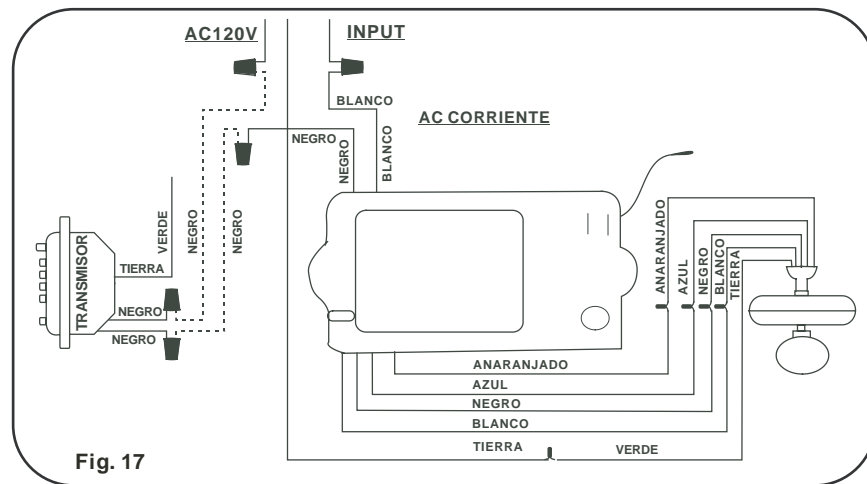 AC120V
INPUT
BLANCO
AC CORRIENTE
NEGRO
NEGRO
BLANCO
VERDE
NEGRO
NEGRO
TRANSMISOR
TIERRA
NEGRO
NEGRO
ANARANJADO
AZUL
NEGRO
BLANCO
TIERRA
ANARANJADO
AZUL
NEGRO
BLANCO
TIERRA
VERDE
Fig. 17